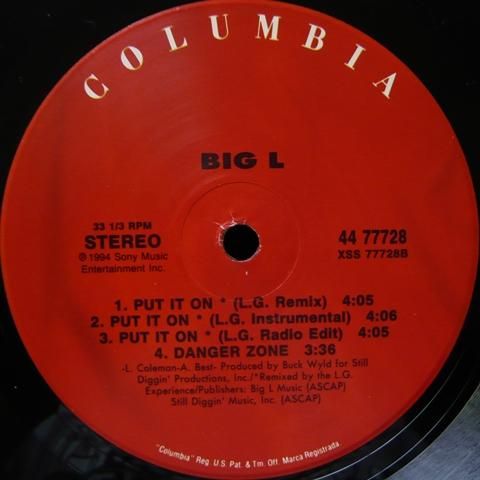 COLUMBIA
BIG L
33 1/3 RPM
STEREO
℗ 1994 Sony Music
Entertainment Inc.
44 77728
XSS 77728B
1. PUT IT ON * (L.G. Remix) 4:05
2. PUT IT ON * (L.G. Instrumental) 4:06
3. PUT IT ON * (L.G. Radio Edit) 4:05
4. DANGER ZONE 3:36
-L. Coleman-A. Best- Produced by Buck Wyld for Still
Diggin' Productions, Inc./*Remixed by the L.G.
Experience/Publishers: Big L Music (ASCAP)
Still Diggin' Music, Inc. (ASCAP)
"Columbia" Reg. U.S. Pat. & Tm. Off. Marca Registrada.